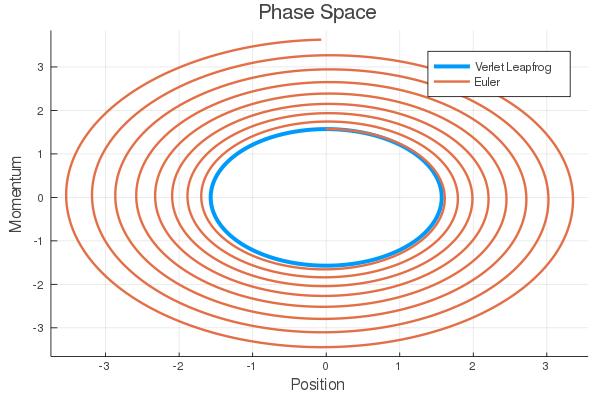 Phase Space
Verlet Leapfrog
Euler
3
2
1
0
-1
-2
-3
Momentum
-3
-2
-1
0
1
2
3
Position